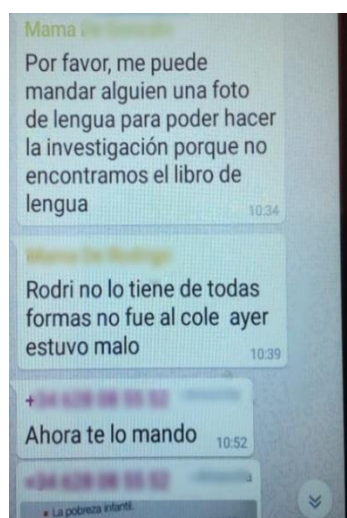 Mama
Por favor, me puede
mandar alguien una foto
de lengua para poder hacer
la investigación porque no
encontramos el libro de
lengua
10:34
Rodri no lo tiene de todas
formas no fue al cole ayer
estuvo malo
10:39
Ahora te lo mando 10:52
La pobreza infantil.